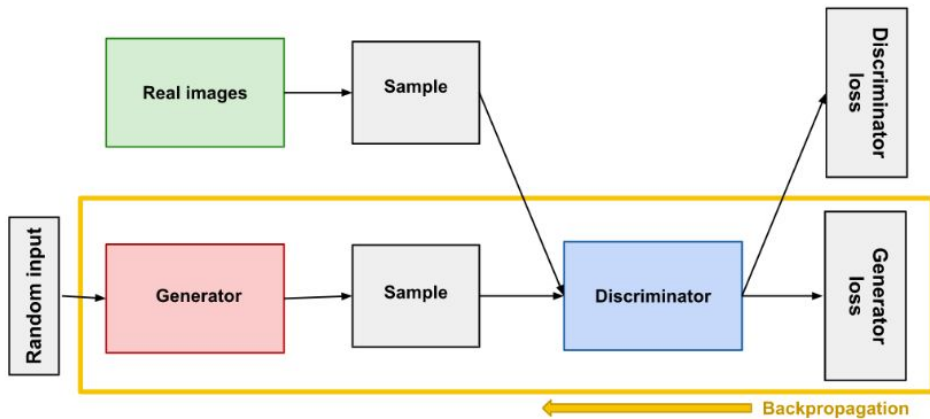 Real images
Sample
Discriminator
loss
Random input
Generator
Sample
Discriminator
Generator
loss
Backpropagation